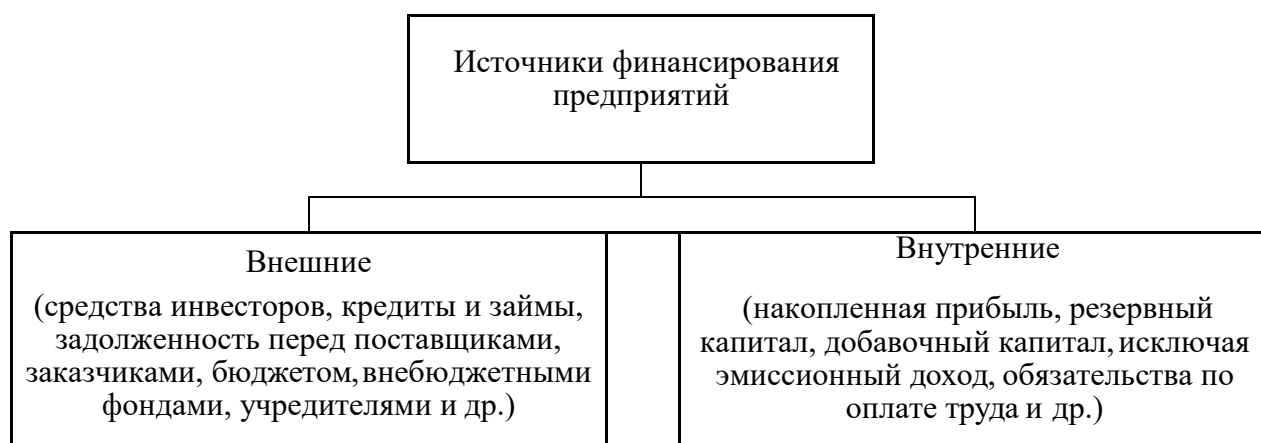 Источники финансирования
предприятий
Внешние
(средства инвесторов, кредиты и займы,
задолженность перед поставщиками,
заказчиками, бюджетом, внебюджетными
фондами, учредителями и др.)
Внутренние
(накопленная прибыль, резервный
капитал, добавочный капитал, исключая
эмиссионный доход, обязательства по
оплате труда и др.)